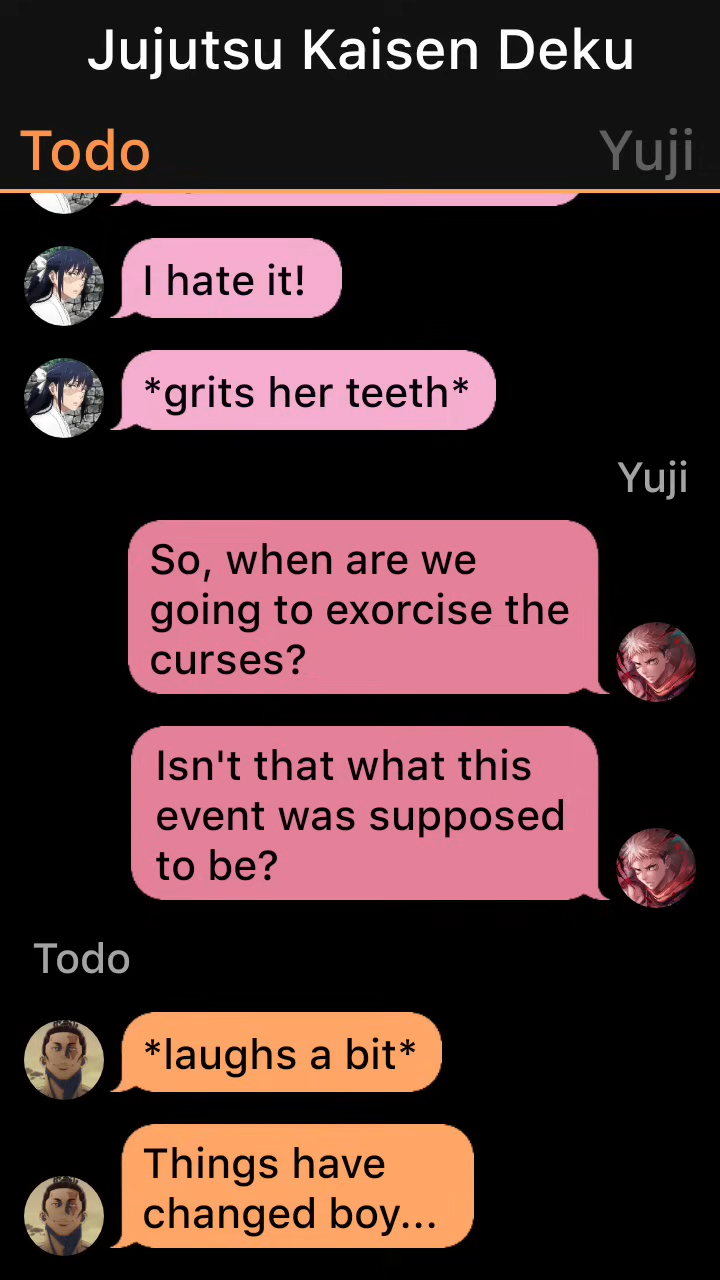 Jujutsu Kaisen Deku
Todo
Yuji
I hate it!
*grits her teeth*
Yuji
So, when are we
going to exorcise the
curses?
Isn't that what this
event was supposed
to be?
Todo
*laughs a bit*
Things have
changed boy...